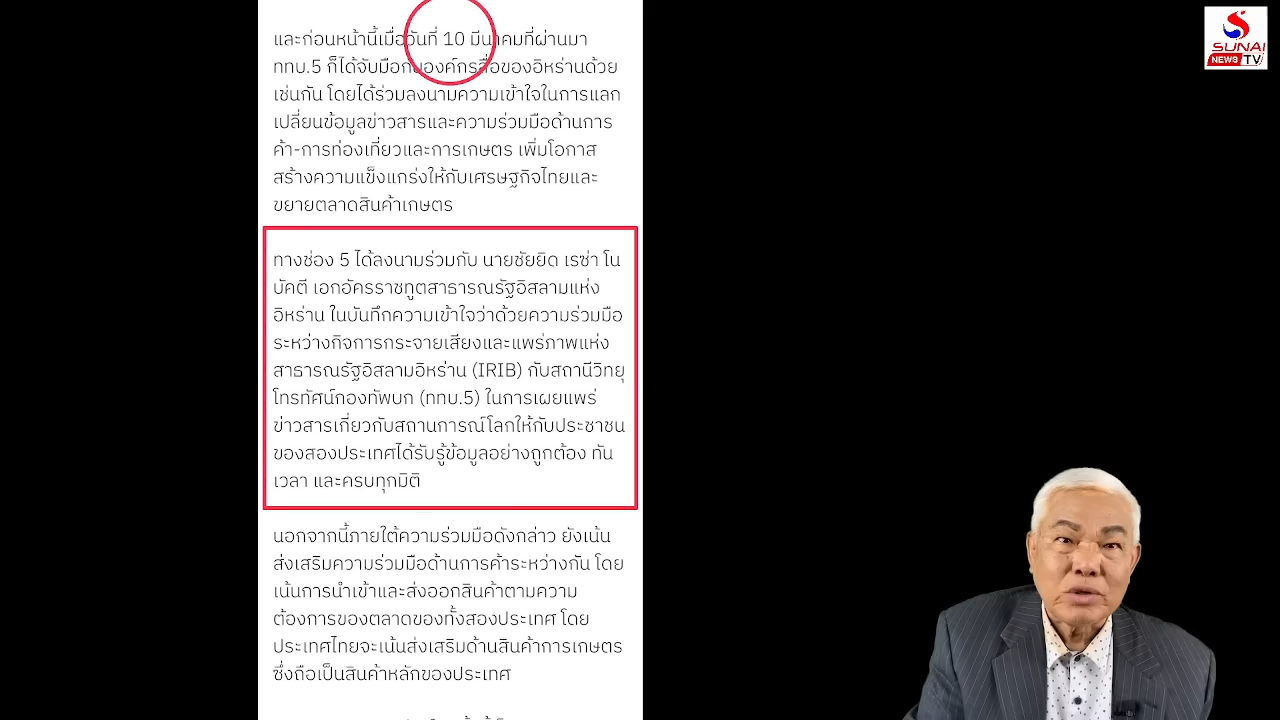 และก่อนหน้านี้เมื่อวันที่ 10 มีนาคมที่ผ่านมา
ททบ.5 ก็ได้จับมือกับองค์กรสื่อของอิหร่านด้วย
เช่นกัน โดยได้ร่วมลงนามความเข้าใจในการแลก
เปลี่ยนข้อมูลข่าวสารและความร่วมมือด้านการ
ค้า-การท่องเที่ยวและการเกษตร เพิ่มโอกาส
สร้างความแข็งแกร่งให้กับเศรษฐกิจไทยและ
ขยายตลาดสินค้าเกษตร
ทางช่อง 5 ได้ลงนามร่วมกับ นายซัยยิด เรซ่า โน
บัคตี เอกอัครราชทูตสาธารณรัฐอิสลามแห่ง
อิหร่าน ในบันทึกความเข้าใจว่าด้วยความร่วมมือ
ระหว่างกิจการกระจายเสียงและแพร่ภาพแห่ง
สาธารณรัฐอิสลามอิหร่าน (IRIB) กับสถานีวิทยุ
โทรทัศน์กองทัพบก (ททบ.5) ในการเผยแพร่
ข่าวสารเกี่ยวกับสถานการณ์โลกให้กับประชาชน
ของสองประเทศได้รับรู้ข้อมูลอย่างถูกต้อง ทัน
เวลา และครบทุกมิติ
นอกจากนี้ภายใต้ความร่วมมือดังกล่าว ยังเน้น
ส่งเสริมความร่วมมือด้านการค้าระหว่างกัน โดย
เน้นการนำเข้าและส่งออกสินค้าตามความ
ต้องการของตลาดของทั้งสองประเทศ โดย
ประเทศไทยจะเน้นส่งเสริมด้านสินค้าการเกษตร
ซึ่งถือเป็นสินค้าหลักของประเทศ
SUNAI
NEWS TV